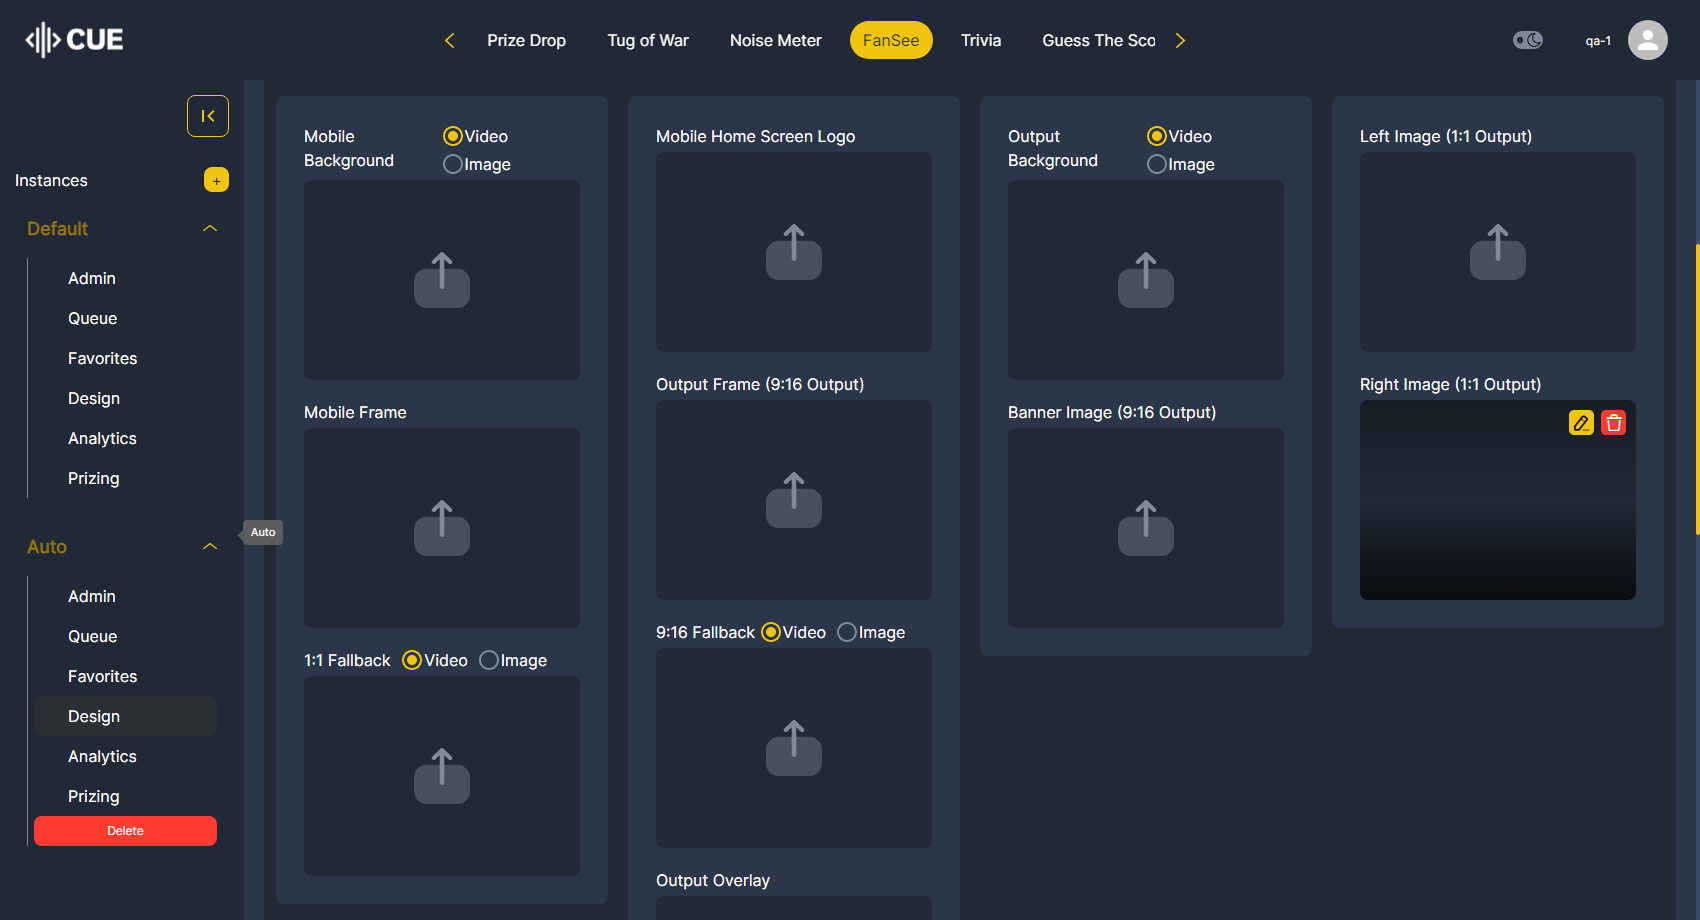 CUE
Prize Drop
Tug of War
Noise Meter
FanSee
Trivia
Guess The Sco
qa-1
Instances
+
Default
Admin
Queue
Favorites
Design
Analytics
Prizing
Auto
Auto
Admin
Queue
Favorites
Design
Analytics
Prizing
Delete
Mobile
Background
Video
Image
Mobile Frame
1:1 Fallback Video Image
Mobile Home Screen Logo
Output Frame (9:16 Output)
9:16 Fallback Video Image
Output Overlay
Output
Background
Video
Image
Banner Image (9:16 Output)
Left Image (1:1 Output)
Right Image (1:1 Output)